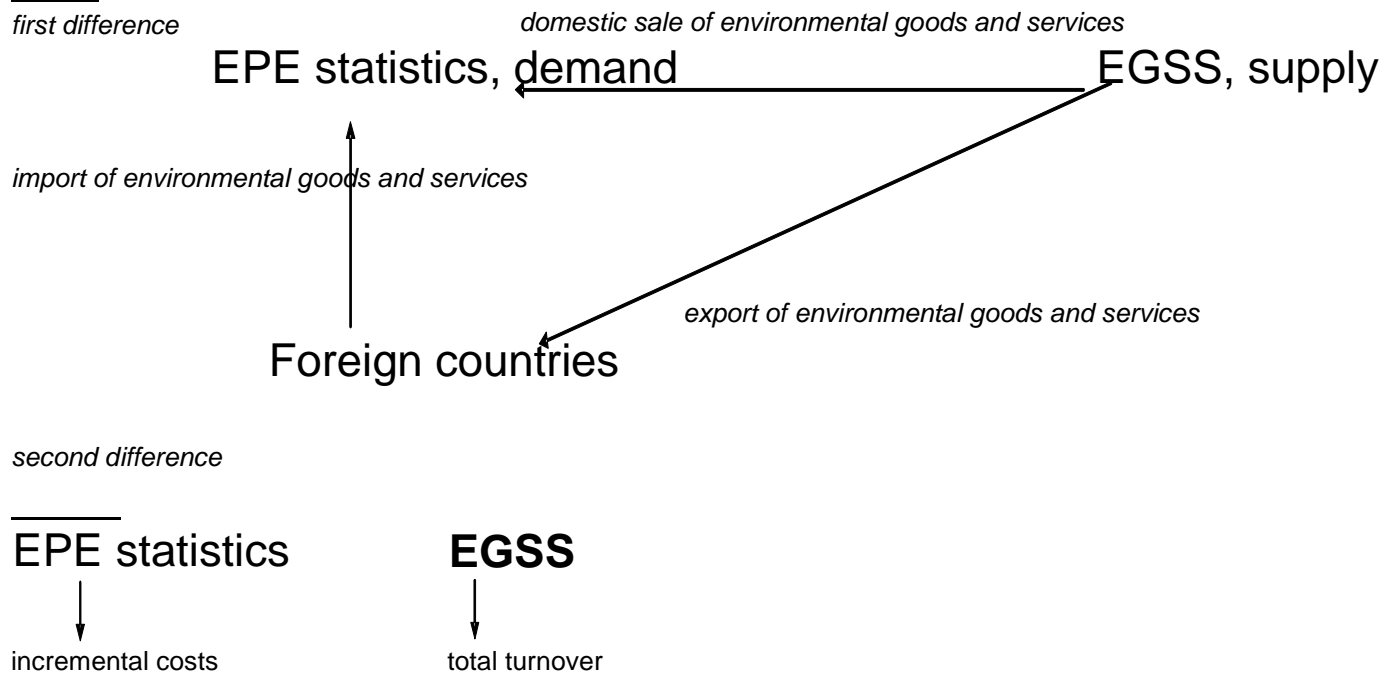 first difference
domestic sale of environmental goods and services
EPE statistics, demand
EGSS, supply
import of environmental goods and services
export of environmental goods and services
Foreign countries
second difference
EPE statistics
EGSS
incremental costs
total turnover